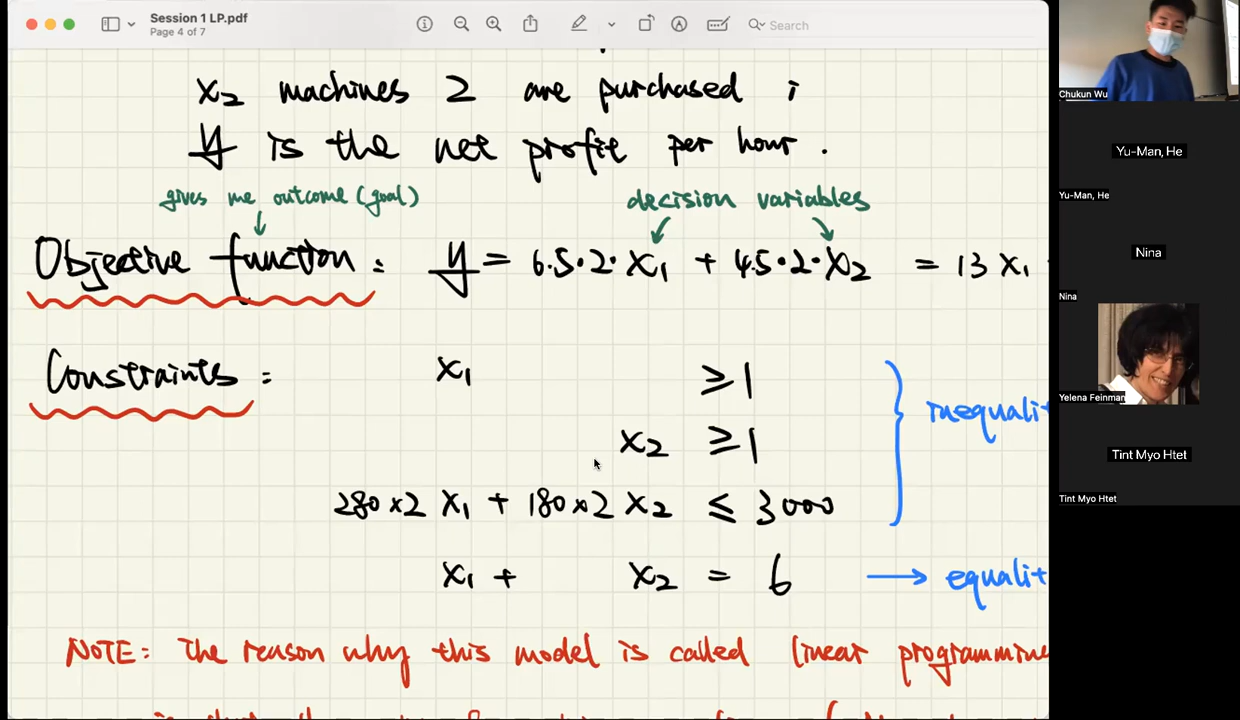 Session 1 LP.pdf
Page 4 of 7
Search
x₂ machines 2 are purchased ;
y is the net profit per hour .
gives me outcome (goal)
decision variables
Objective function : y = 6.5·2·x₁ + 4.5·2·x₂ = 13 x₁
Constraints : x₁ ≥ 1
x₂ ≥ 1
inequalit
280×2 x₁ + 180×2 x₂ ≤ 3000
x₁ + x₂ = 6 → equalit
NOTE: The reason why this model is called linear programming
Chukun Wu
Yu-Man, He
Yu-Man, He
Nina
Nina
Yelena Feinman
Tint Myo Htet
Tint Myo Htet